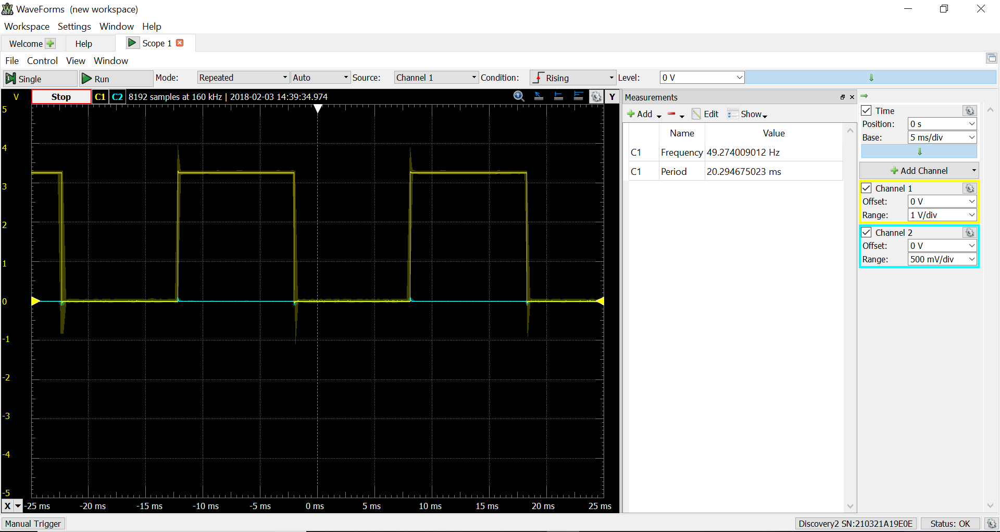 WaveForms (new workspace)
Workspace Settings Window Help
Welcome Help Scope 1
File Control View Window
Single Run Mode: Repeated Auto Source: Channel 1 Condition: Rising Level: 0 V
V Stop C1 C2 8192 samples at 160 kHz | 2018-02-03 14:39:34.974 Y
5
4
3
2
1
0
-1
-2
-3
-4
-5
X -25 ms -20 ms -15 ms -10 ms -5 ms 0 ms 5 ms 10 ms 15 ms 20 ms 25 ms
Measurements
Add Edit Show
Name Value
C1 Frequency 49.274009012 Hz
C1 Period 20.294675023 ms
Time
Position: 0 s
Base: 5 ms/div
Add Channel
Channel 1
Offset: 0 V
Range: 1 V/div
Channel 2
Offset: 0 V
Range: 500 mV/div
Manual Trigger Discovery2 SN:210321A19E0E Status: OK